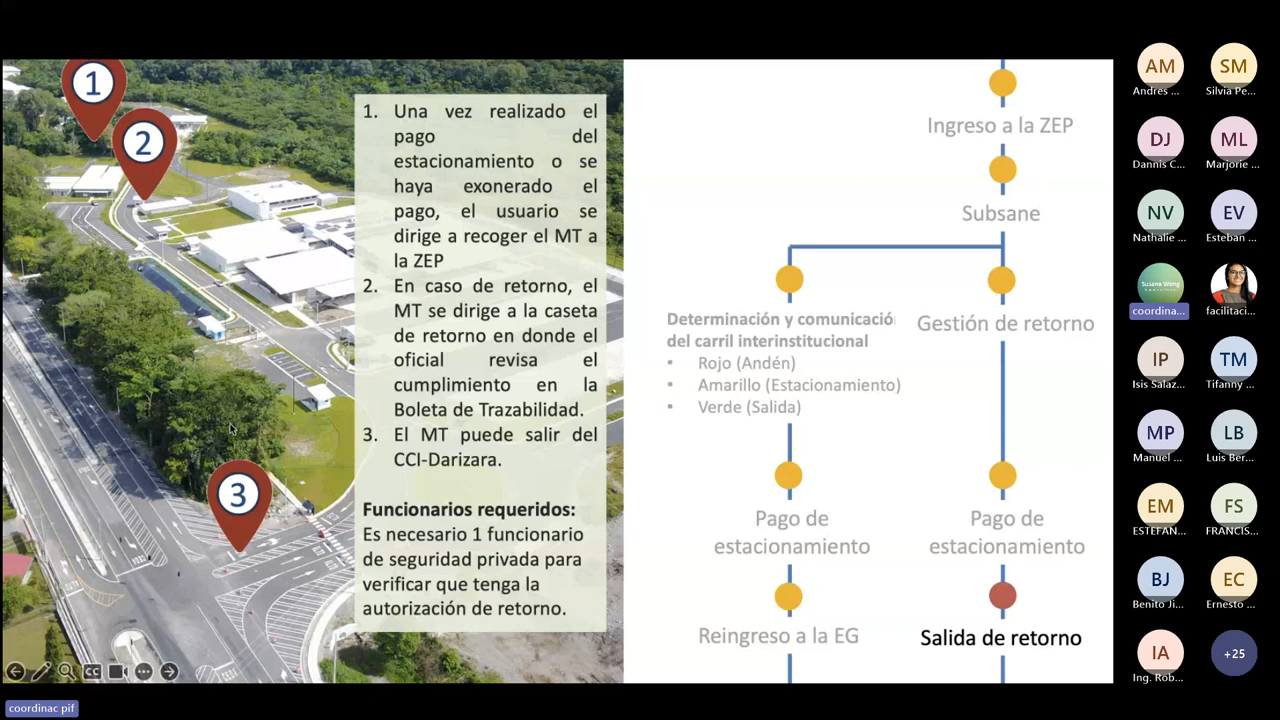 1
2
3
1. Una vez realizado el
pago del
estacionamiento o se
haya exonerado el
pago, el usuario se
dirige a recoger el MT a
la ZEP
2. En caso de retorno, el
MT se dirige a la caseta
de retorno en donde el
oficial revisa el
cumplimiento en la
Boleta de Trazabilidad.
3. El MT puede salir del
CCI-Darizara.
Funcionarios requeridos:
Es necesario 1 funcionario
de seguridad privada para
verificar que tenga la
autorización de retorno.
Ingreso a la ZEP
Subsane
Determinación y comunicació
del carril interinstitucional
▪ Rojo (Andén)
▪ Amarillo (Estacionamiento)
▪ Verde (Salida)
Gestión de retorno
Pago de
estacionamiento
Pago de
estacionamiento
Reingreso a la EG
Salida de retorno
AM
Andres ...
SM
Silvia Pe...
DJ
Dannis C...
ML
Marjorie ...
NV
Nathalie ...
EV
Esteban ...
Susane Wong
coordina...
facilitaci...
IP
Isis Salaz...
TM
Tifanny ...
MP
Manuel ...
LB
Luis Ber...
EM
ESTEFAN...
FS
FRANCIS...
BJ
Benito Ji...
EC
Ernesto ...
IA
Ing. Rob...
+25
CC
coordinac pif